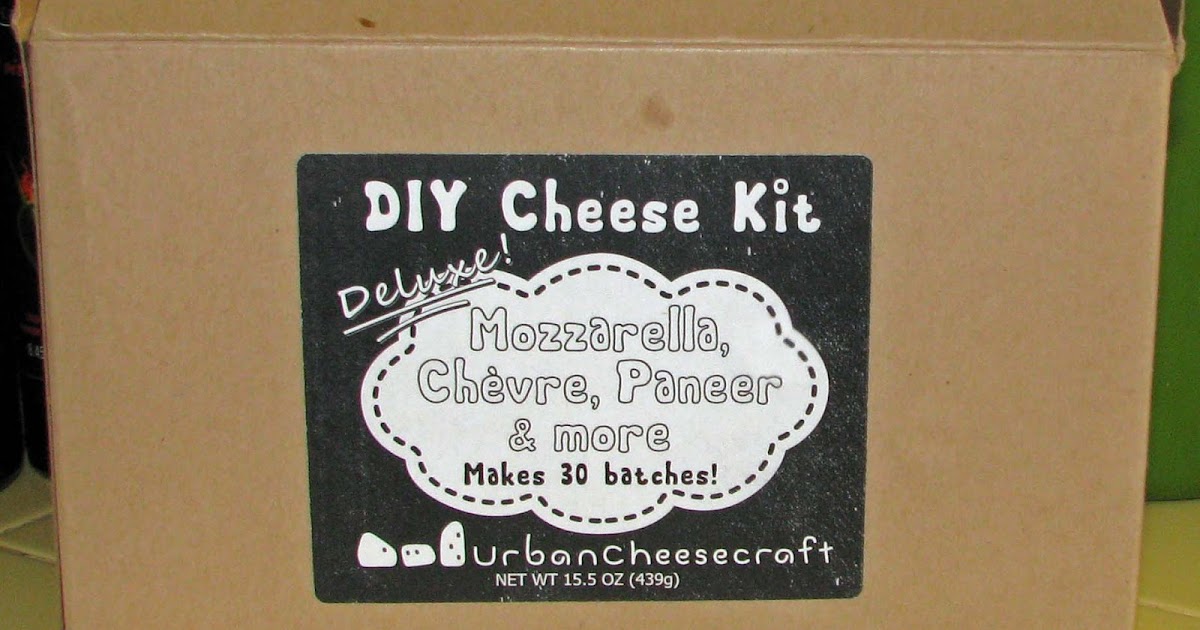 DIY Cheese Kit
Deluxe!
Mozzarella,
Chèvre, Paneer
& more
Makes 30 batches!
urbancheesecraft
NET WT 15.5 OZ (439g)